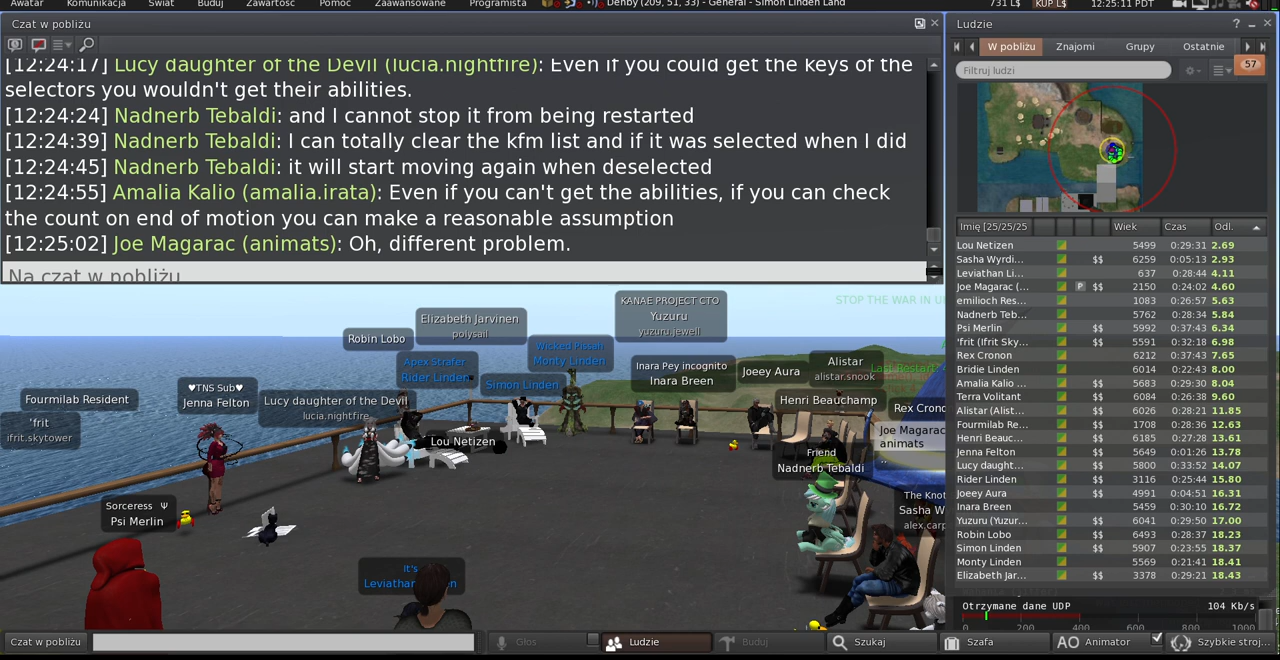 Awatar Komunikacja Świat Buduj Zawartość Pomoc Zaawansowane Programista Denby (209, 51, 33) - General - Simon Linden Land 731 L$ KUP L$ 12:25:11 PDT
Czat w pobliżu
[12:24:17] Lucy daughter of the Devil (lucia.nightfire): Even if you could get the keys of the
selectors you wouldn't get their abilities.
[12:24:24] Nadnerb Tebaldi: and I cannot stop it from being restarted
[12:24:39] Nadnerb Tebaldi: I can totally clear the kfm list and if it was selected when I did
[12:24:45] Nadnerb Tebaldi: it will start moving again when deselected
[12:24:55] Amalia Kalio (amalia.irata): Even if you can't get the abilities, if you can check
the count on end of motion you can make a reasonable assumption
[12:25:02] Joe Magarac (animats): Oh, different problem.
Na czat w pobliżu
STOP THE WAR IN U
KANAE PROJECT CTO
Yuzuru
yuzuru.jewell
Elizabeth Jarvinen
polysail
Robin Lobo
Wicked Pissah
Monty Linden
Apex Strafer
Rider Linden
Simon Linden
Inara Pey incognito
Inara Breen
Joeey Aura
Alistar
alistar.snook
Last Restart:
Fourmilab Resident
♥TNS Sub♥
Jenna Felton
Lucy daughter of the Devil
lucia.nightfire
Henri Beauchamp
Rex Crono
'frit
ifrit.skytower
Lou Netizen
Joe Magarac
animats
Friend
Nadnerb Tebaldi
The Knot
Sasha W
alex.carp
Sorceress Ψ
Psi Merlin
It's
Leviathan
Ludzie
? _ ×
W pobliżu Znajomi Grupy Ostatnie
Filtruj ludzi
57
Imię [25/25/25 Wiek Czas Odl.
Lou Netizen 5499 0:29:31 2.69
Sasha Wyrdi... $$ 6259 0:05:13 2.93
Leviathan Li... 637 0:28:44 4.11
Joe Magarac (... P $$ 2150 0:24:02 4.60
emilioch Res... 1083 0:26:57 5.63
Nadnerb Teb... 5762 0:28:34 5.84
Psi Merlin $$ 5992 0:37:43 6.34
'frit (Ifrit Sky... $$ 5591 0:32:18 6.98
Rex Cronon 6212 0:37:43 7.65
Bridie Linden 6014 0:22:43 8.00
Amalia Kalio ... $$ 5683 0:29:30 8.04
Terra Volitant $$ 6084 0:26:38 9.60
Alistar (Alist... $$ 6026 0:28:21 11.85
Fourmilab Re... $$ 1708 0:28:36 12.63
Henri Beauc... $$ 6185 0:27:28 13.61
Jenna Felton $$ 5649 0:01:26 13.78
Lucy daught... $$ 5800 0:33:52 14.07
Rider Linden $$ 3116 0:25:44 15.80
Joeey Aura $$ 4991 0:04:51 16.31
Inara Breen 5459 0:30:10 16.72
Yuzuru (Yuzur... $$ 6041 0:29:50 17.00
Robin Lobo $$ 6493 0:28:37 18.23
Simon Linden $$ 5907 0:23:55 18.37
Monty Linden 5569 0:21:41 18.41
Elizabeth Jar... $$ 3378 0:29:21 18.43
Otrzymane dane UDP 104 Kb/s
0 200 400 600 800 1000
Czat w pobliżu Głos Ludzie Buduj Szukaj Szafa AO Animator Szybkie stroj...